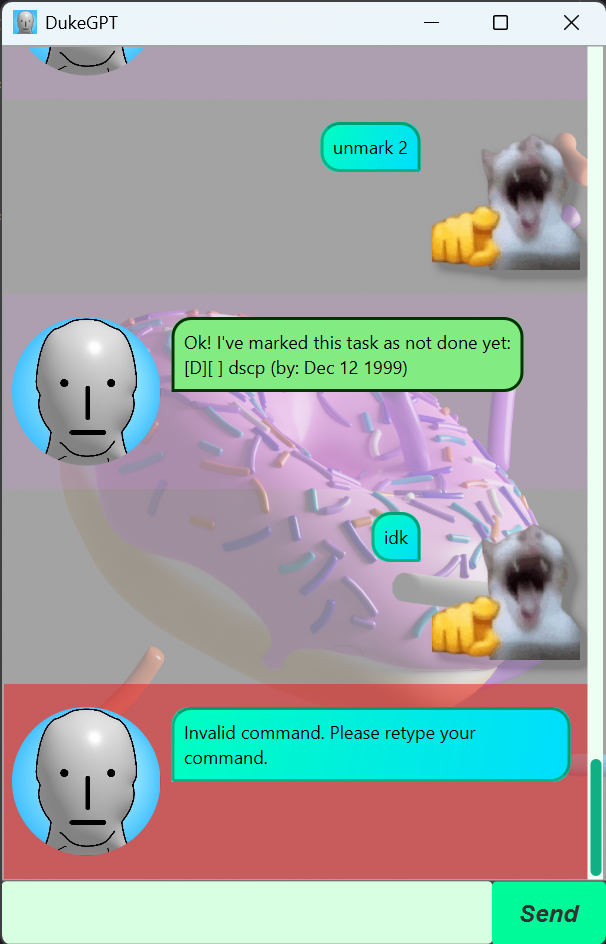 DukeGPT
unmark 2
Ok! I've marked this task as not done yet:
[D][ ] dscp (by: Dec 12 1999)
idk
Invalid command. Please retype your
command.
Send